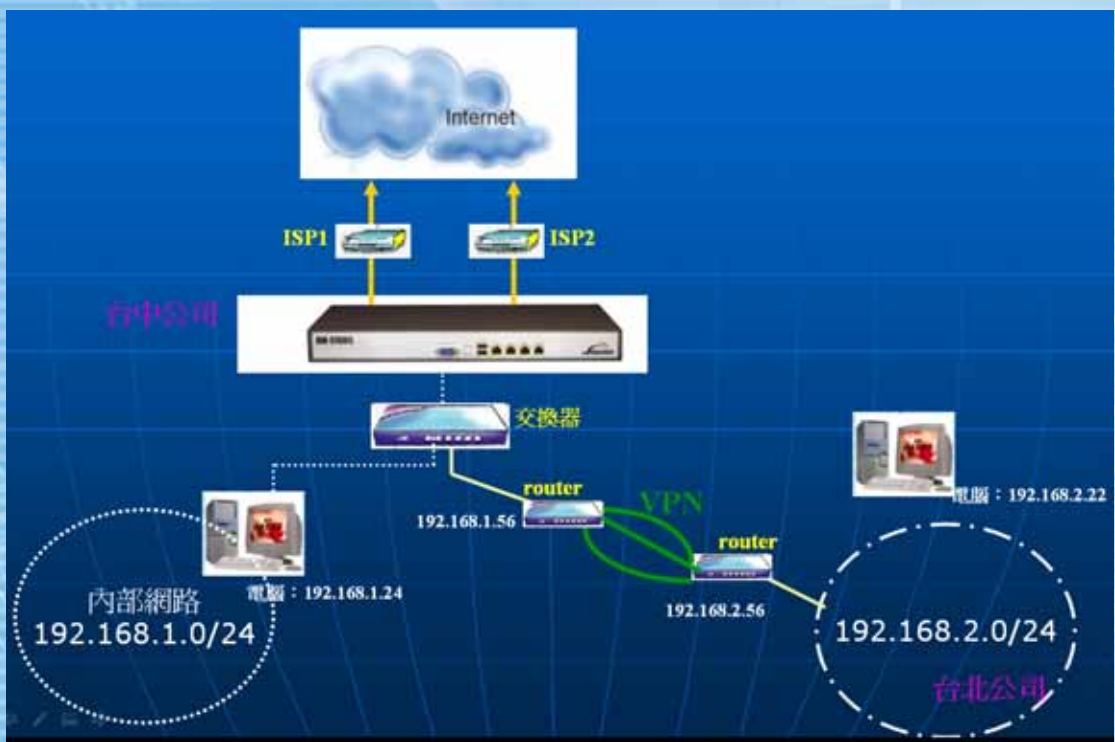 Internet
ISP1
ISP2
台中公司
交換器
router
192.168.1.56
VPN
router
192.168.2.56
電腦:192.168.2.22
電腦:192.168.1.24
內部網路
192.168.1.0/24
192.168.2.0/24
台北公司